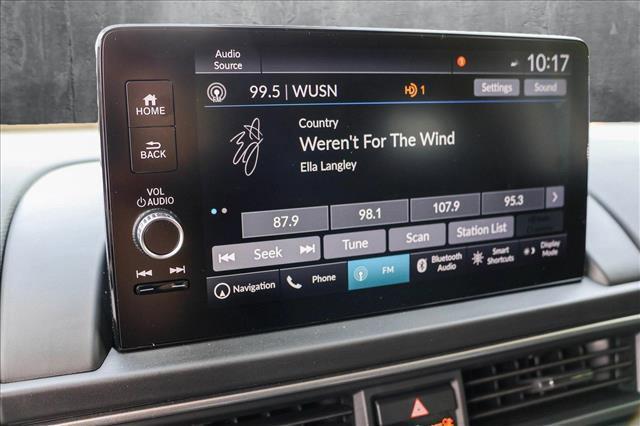 Audio
Source
10:17
99.5 | WUSN
HD 1
Settings
Sound
HOME
Country
Weren't For The Wind
Ella Langley
BACK
VOL
AUDIO
87.9
98.1
107.9
95.3
Seek
Tune
Scan
Station List
Navigation
Phone
FM
Bluetooth
Audio
Smart
Shortcuts
Display
Mode